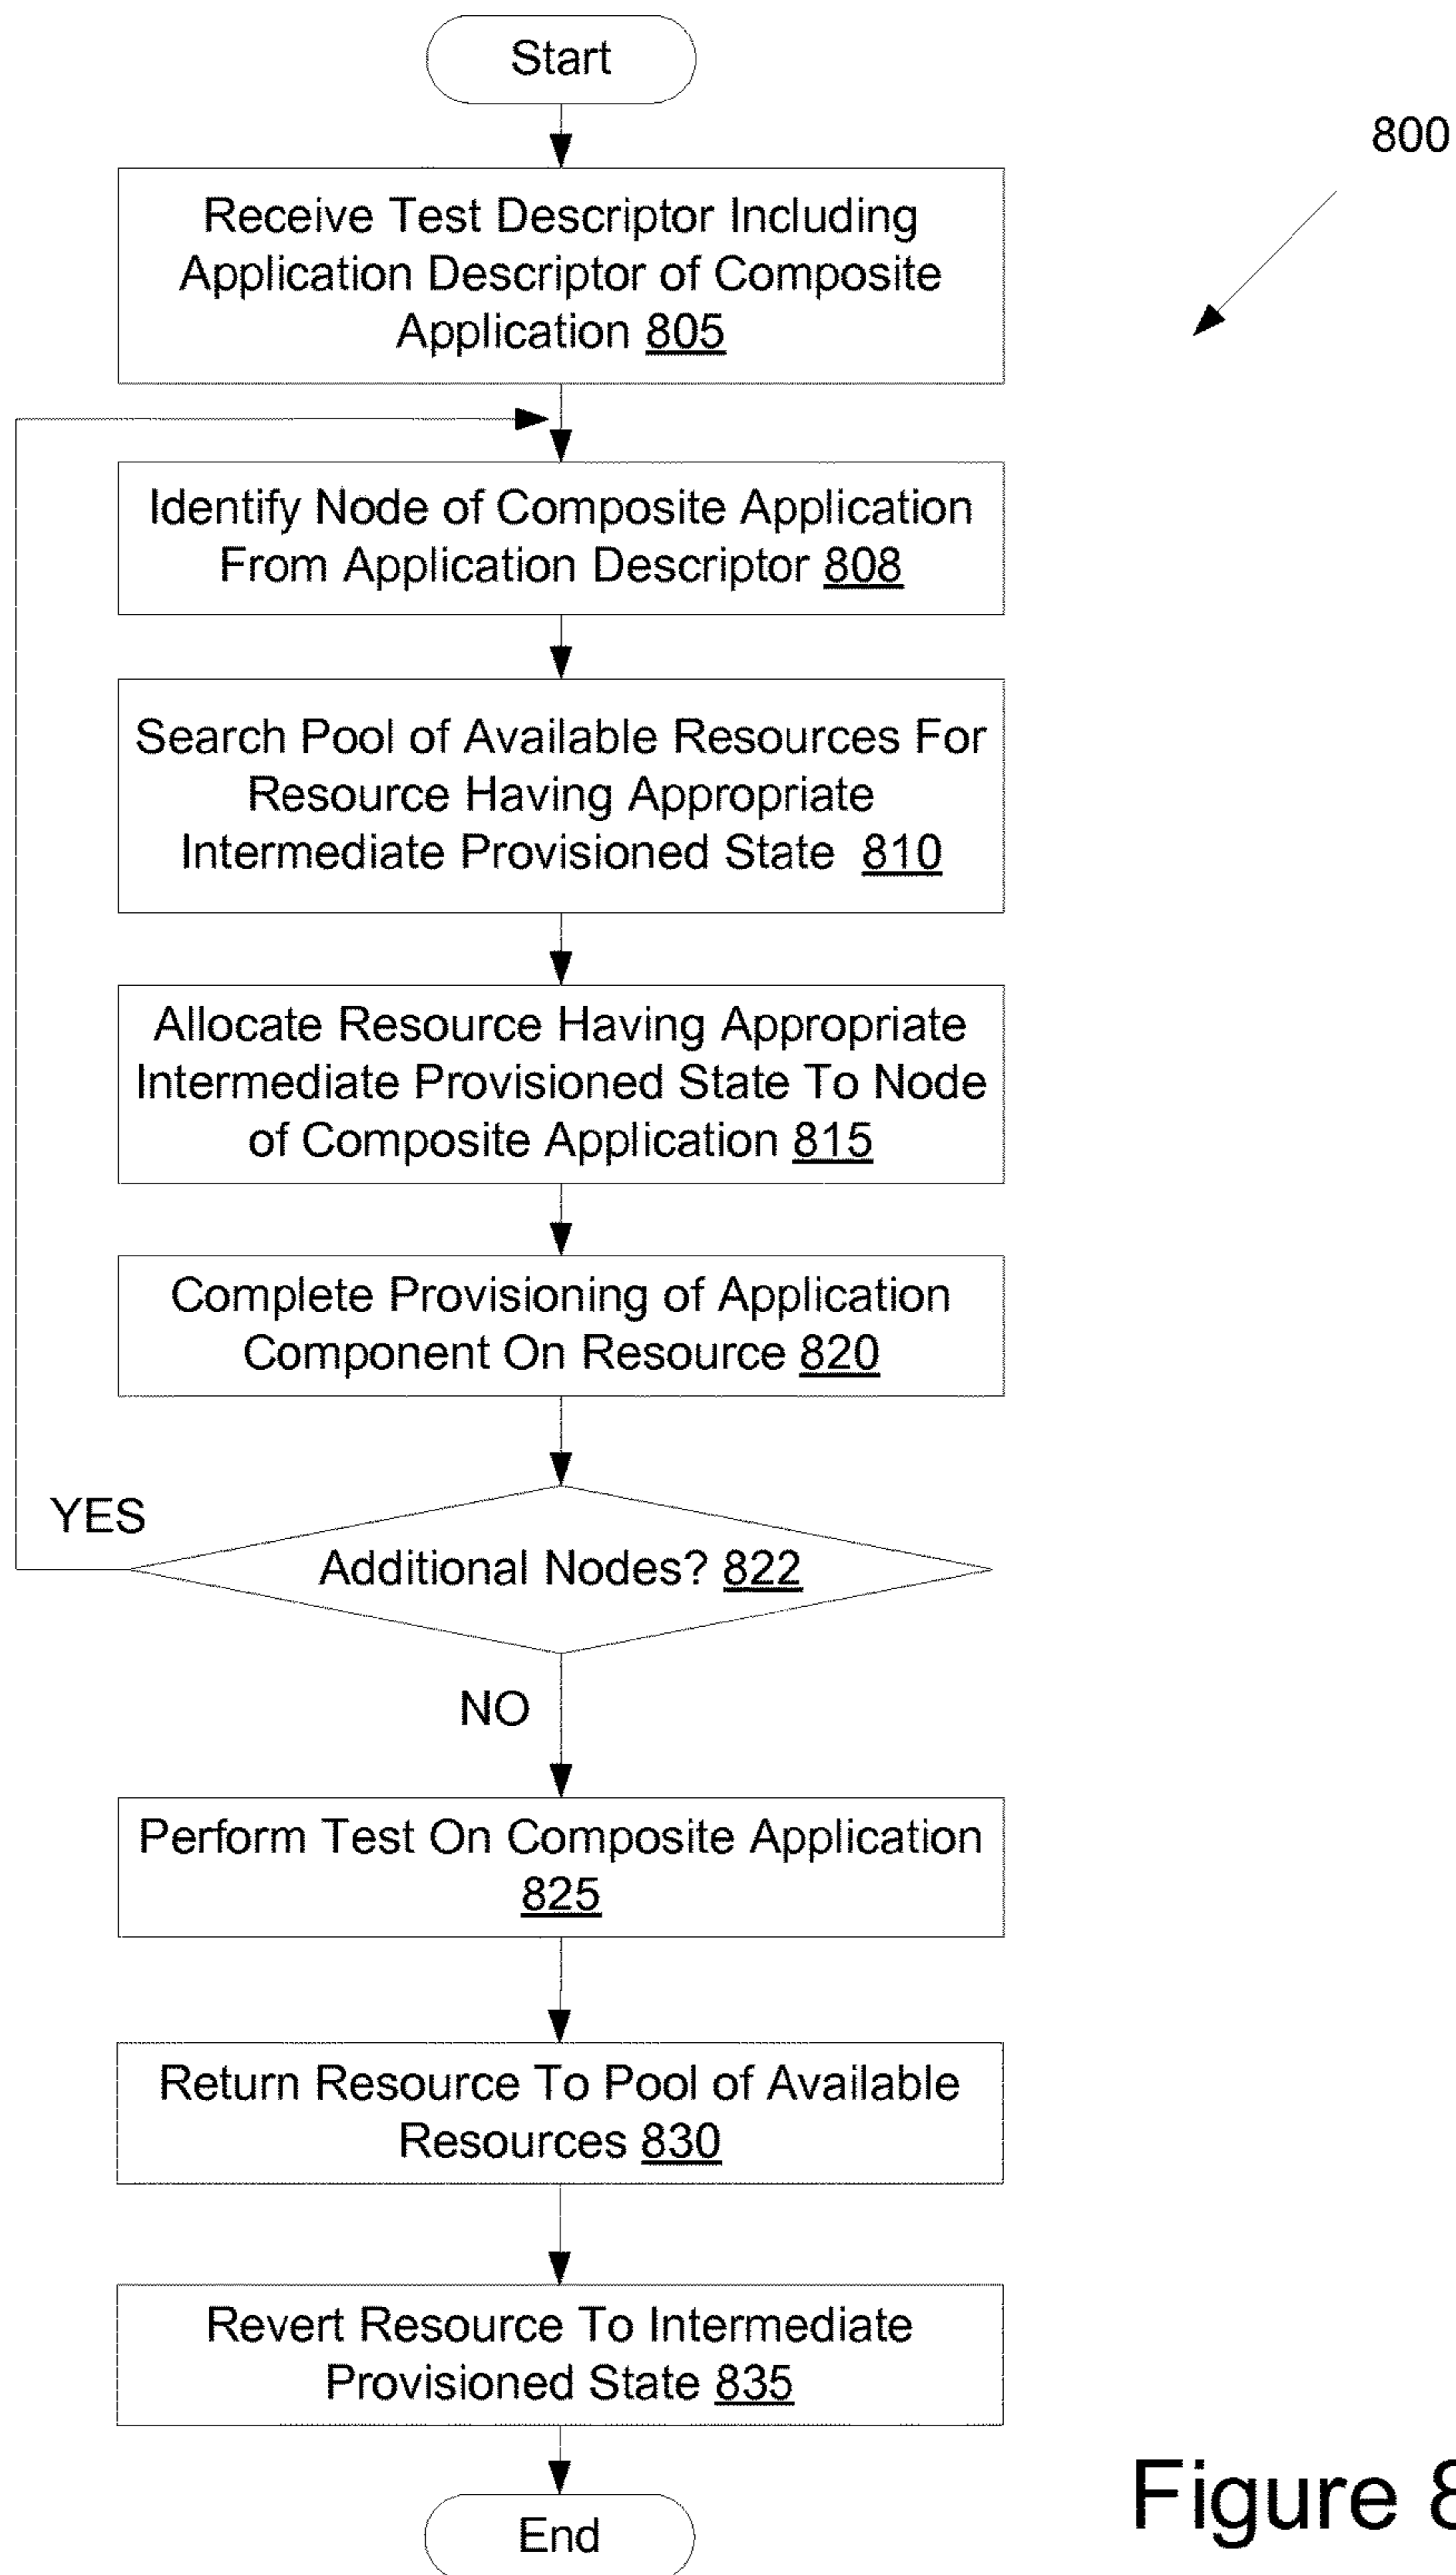 Start
800
Receive Test Descriptor Including
Application Descriptor of Composite
Application 805
Identify Node of Composite Application
From Application Descriptor 808
Search Pool of Available Resources For
Resource Having Appropriate
Intermediate Provisioned State 810
Allocate Resource Having Appropriate
Intermediate Provisioned State To Node
of Composite Application 815
Complete Provisioning of Application
Component On Resource 820
YES
Additional Nodes? 822
NO
Perform Test On Composite Application
825
Return Resource To Pool of Available
Resources 830
Revert Resource To Intermediate
Provisioned State 835
End
Figure 8